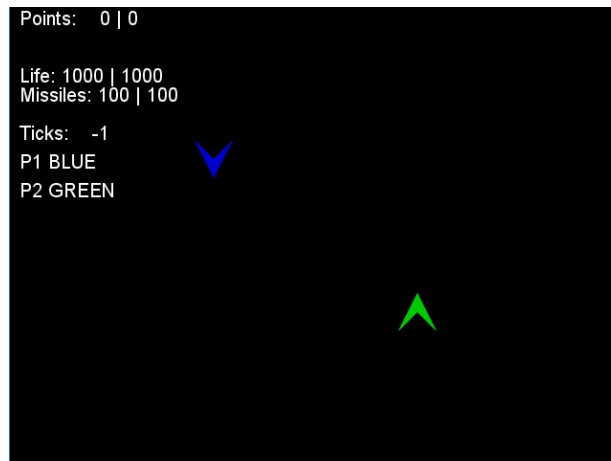 Points: 0 | 0
Life: 1000 | 1000
Missiles: 100 | 100
Ticks: -1
P1 BLUE
P2 GREEN